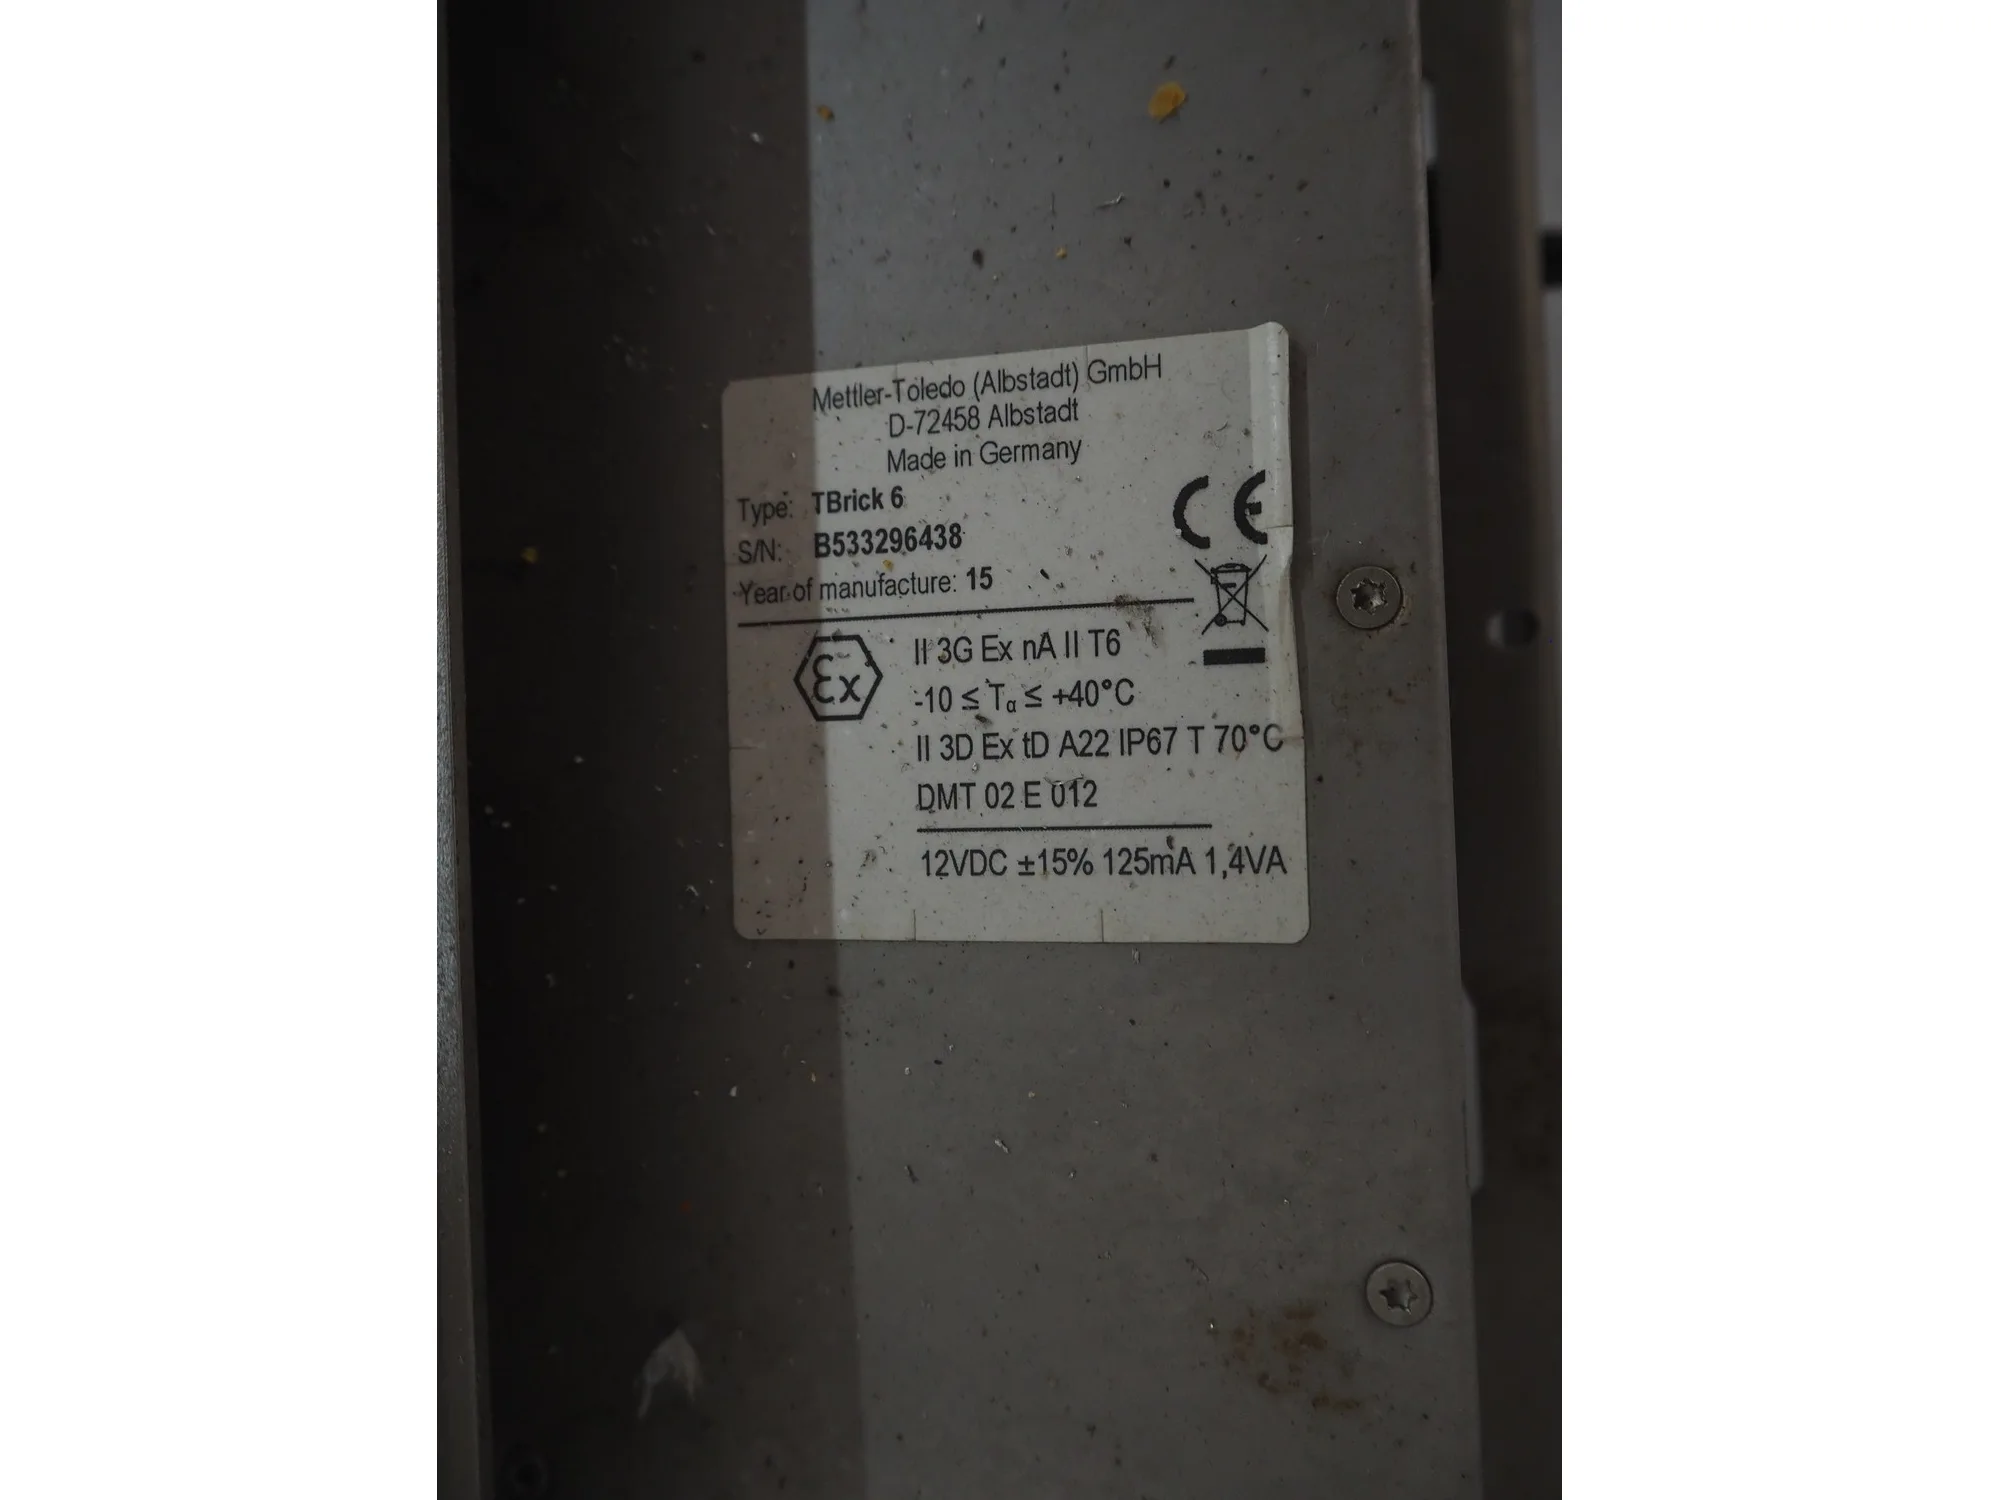 Mettler-Toledo (Albstadt) GmbH
D-72458 Albstadt
Made in Germany
Type: TBrick 6
S/N: B533296438
Year of manufacture: 15
CE
Ex
II 3G Ex nA II T6
-10 ≤ Tα ≤ +40°C
II 3D Ex tD A22 IP67 T 70°C
DMT 02 E 012
12VDC ±15% 125mA 1,4VA